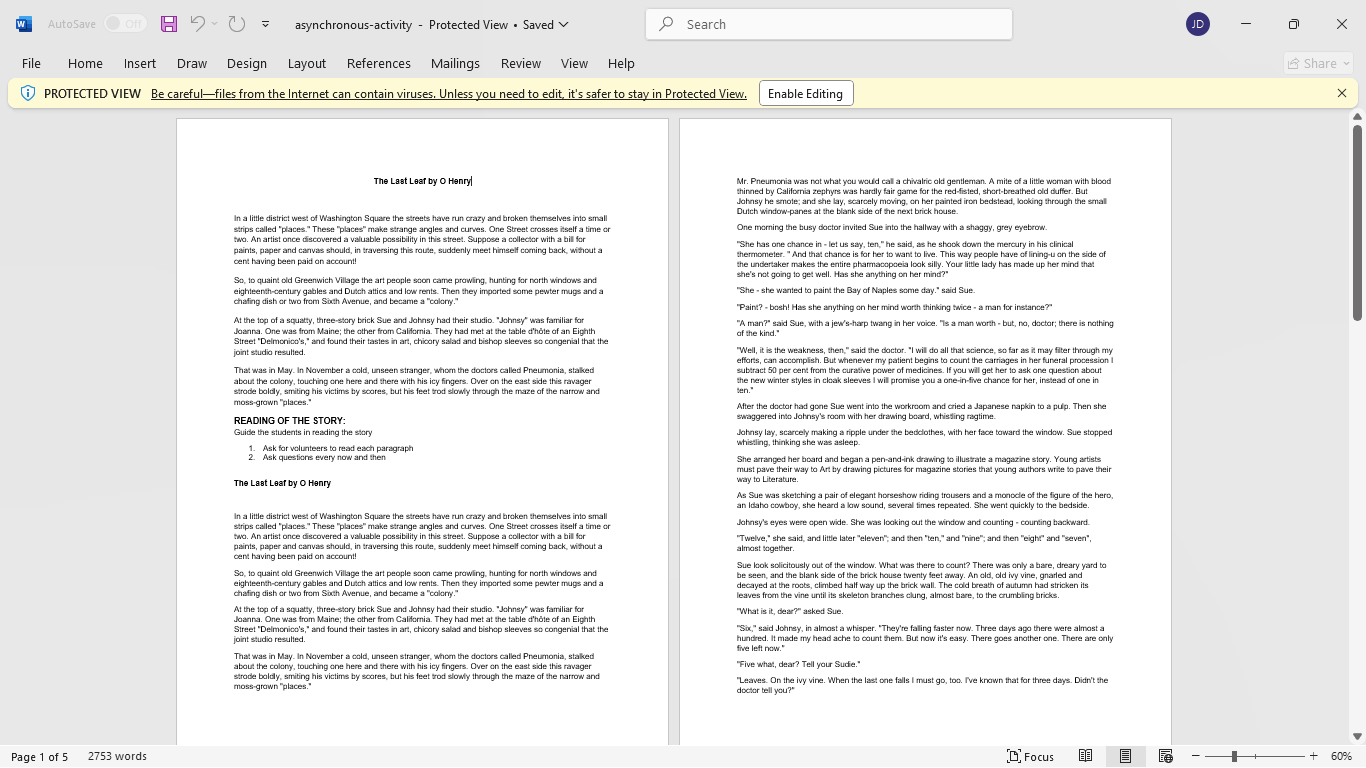 AutoSave Off
asynchronous-activity - Protected View • Saved
Search
JD
File Home Insert Draw Design Layout References Mailings Review View Help
Share
PROTECTED VIEW Be careful—files from the Internet can contain viruses. Unless you need to edit, it's safer to stay in Protected View. Enable Editing
The Last Leaf by O Henry
In a little district west of Washington Square the streets have run crazy and broken themselves into small
strips called "places." These "places" make strange angles and curves. One Street crosses itself a time or
two. An artist once discovered a valuable possibility in this street. Suppose a collector with a bill for
paints, paper and canvas should, in traversing this route, suddenly meet himself coming back, without a
cent having been paid on account!
So, to quaint old Greenwich Village the art people soon came prowling, hunting for north windows and
eighteenth-century gables and Dutch attics and low rents. Then they imported some pewter mugs and a
chafing dish or two from Sixth Avenue, and became a "colony."
At the top of a squatty, three-story brick Sue and Johnsy had their studio. "Johnsy" was familiar for
Joanna. One was from Maine; the other from California. They had met at the table d'hôte of an Eighth
Street "Delmonico's," and found their tastes in art, chicory salad and bishop sleeves so congenial that the
joint studio resulted.
That was in May. In November a cold, unseen stranger, whom the doctors called Pneumonia, stalked
about the colony, touching one here and there with his icy fingers. Over on the east side this ravager
strode boldly, smiting his victims by scores, but his feet trod slowly through the maze of the narrow and
moss-grown "places."
READING OF THE STORY:
Guide the students in reading the story
1. Ask for volunteers to read each paragraph
2. Ask questions every now and then
The Last Leaf by O Henry
In a little district west of Washington Square the streets have run crazy and broken themselves into small
strips called "places." These "places" make strange angles and curves. One Street crosses itself a time or
two. An artist once discovered a valuable possibility in this street. Suppose a collector with a bill for
paints, paper and canvas should, in traversing this route, suddenly meet himself coming back, without a
cent having been paid on account!
So, to quaint old Greenwich Village the art people soon came prowling, hunting for north windows and
eighteenth-century gables and Dutch attics and low rents. Then they imported some pewter mugs and a
chafing dish or two from Sixth Avenue, and became a "colony."
At the top of a squatty, three-story brick Sue and Johnsy had their studio. "Johnsy" was familiar for
Joanna. One was from Maine; the other from California. They had met at the table d'hôte of an Eighth
Street "Delmonico's," and found their tastes in art, chicory salad and bishop sleeves so congenial that the
joint studio resulted.
That was in May. In November a cold, unseen stranger, whom the doctors called Pneumonia, stalked
about the colony, touching one here and there with his icy fingers. Over on the east side this ravager
strode boldly, smiting his victims by scores, but his feet trod slowly through the maze of the narrow and
moss-grown "places."
Mr. Pneumonia was not what you would call a chivalric old gentleman. A mite of a little woman with blood
thinned by California zephyrs was hardly fair game for the red-fisted, short-breathed old duffer. But
Johnsy he smote; and she lay, scarcely moving, on her painted iron bedstead, looking through the small
Dutch window-panes at the blank side of the next brick house.
One morning the busy doctor invited Sue into the hallway with a shaggy, grey eyebrow.
"She has one chance in - let us say, ten," he said, as he shook down the mercury in his clinical
thermometer. " And that chance is for her to want to live. This way people have of lining-u on the side of
the undertaker makes the entire pharmacopoeia look silly. Your little lady has made up her mind that
she's not going to get well. Has she anything on her mind?"
"She - she wanted to paint the Bay of Naples some day." said Sue.
"Paint? - bosh! Has she anything on her mind worth thinking twice - a man for instance?"
"A man?" said Sue, with a jew's-harp twang in her voice. "Is a man worth - but, no, doctor; there is nothing
of the kind."
"Well, it is the weakness, then," said the doctor. "I will do all that science, so far as it may filter through my
efforts, can accomplish. But whenever my patient begins to count the carriages in her funeral procession I
subtract 50 per cent from the curative power of medicines. If you will get her to ask one question about
the new winter styles in cloak sleeves I will promise you a one-in-five chance for her, instead of one in
ten."
After the doctor had gone Sue went into the workroom and cried a Japanese napkin to a pulp. Then she
swaggered into Johnsy's room with her drawing board, whistling ragtime.
Johnsy lay, scarcely making a ripple under the bedclothes, with her face toward the window. Sue stopped
whistling, thinking she was asleep.
She arranged her board and began a pen-and-ink drawing to illustrate a magazine story. Young artists
must pave their way to Art by drawing pictures for magazine stories that young authors write to pave their
way to Literature.
As Sue was sketching a pair of elegant horseshow riding trousers and a monocle of the figure of the hero,
an Idaho cowboy, she heard a low sound, several times repeated. She went quickly to the bedside.
Johnsy's eyes were open wide. She was looking out the window and counting - counting backward.
"Twelve," she said, and little later "eleven"; and then "ten," and "nine"; and then "eight" and "seven",
almost together.
Sue look solicitously out of the window. What was there to count? There was only a bare, dreary yard to
be seen, and the blank side of the brick house twenty feet away. An old, old ivy vine, gnarled and
decayed at the roots, climbed half way up the brick wall. The cold breath of autumn had stricken its
leaves from the vine until its skeleton branches clung, almost bare, to the crumbling bricks.
"What is it, dear?" asked Sue.
"Six," said Johnsy, in almost a whisper. "They're falling faster now. Three days ago there were almost a
hundred. It made my head ache to count them. But now it's easy. There goes another one. There are only
five left now."
"Five what, dear? Tell your Sudie."
"Leaves. On the ivy vine. When the last one falls I must go, too. I've known that for three days. Didn't the
doctor tell you?"
Page 1 of 5 2753 words Focus 60%